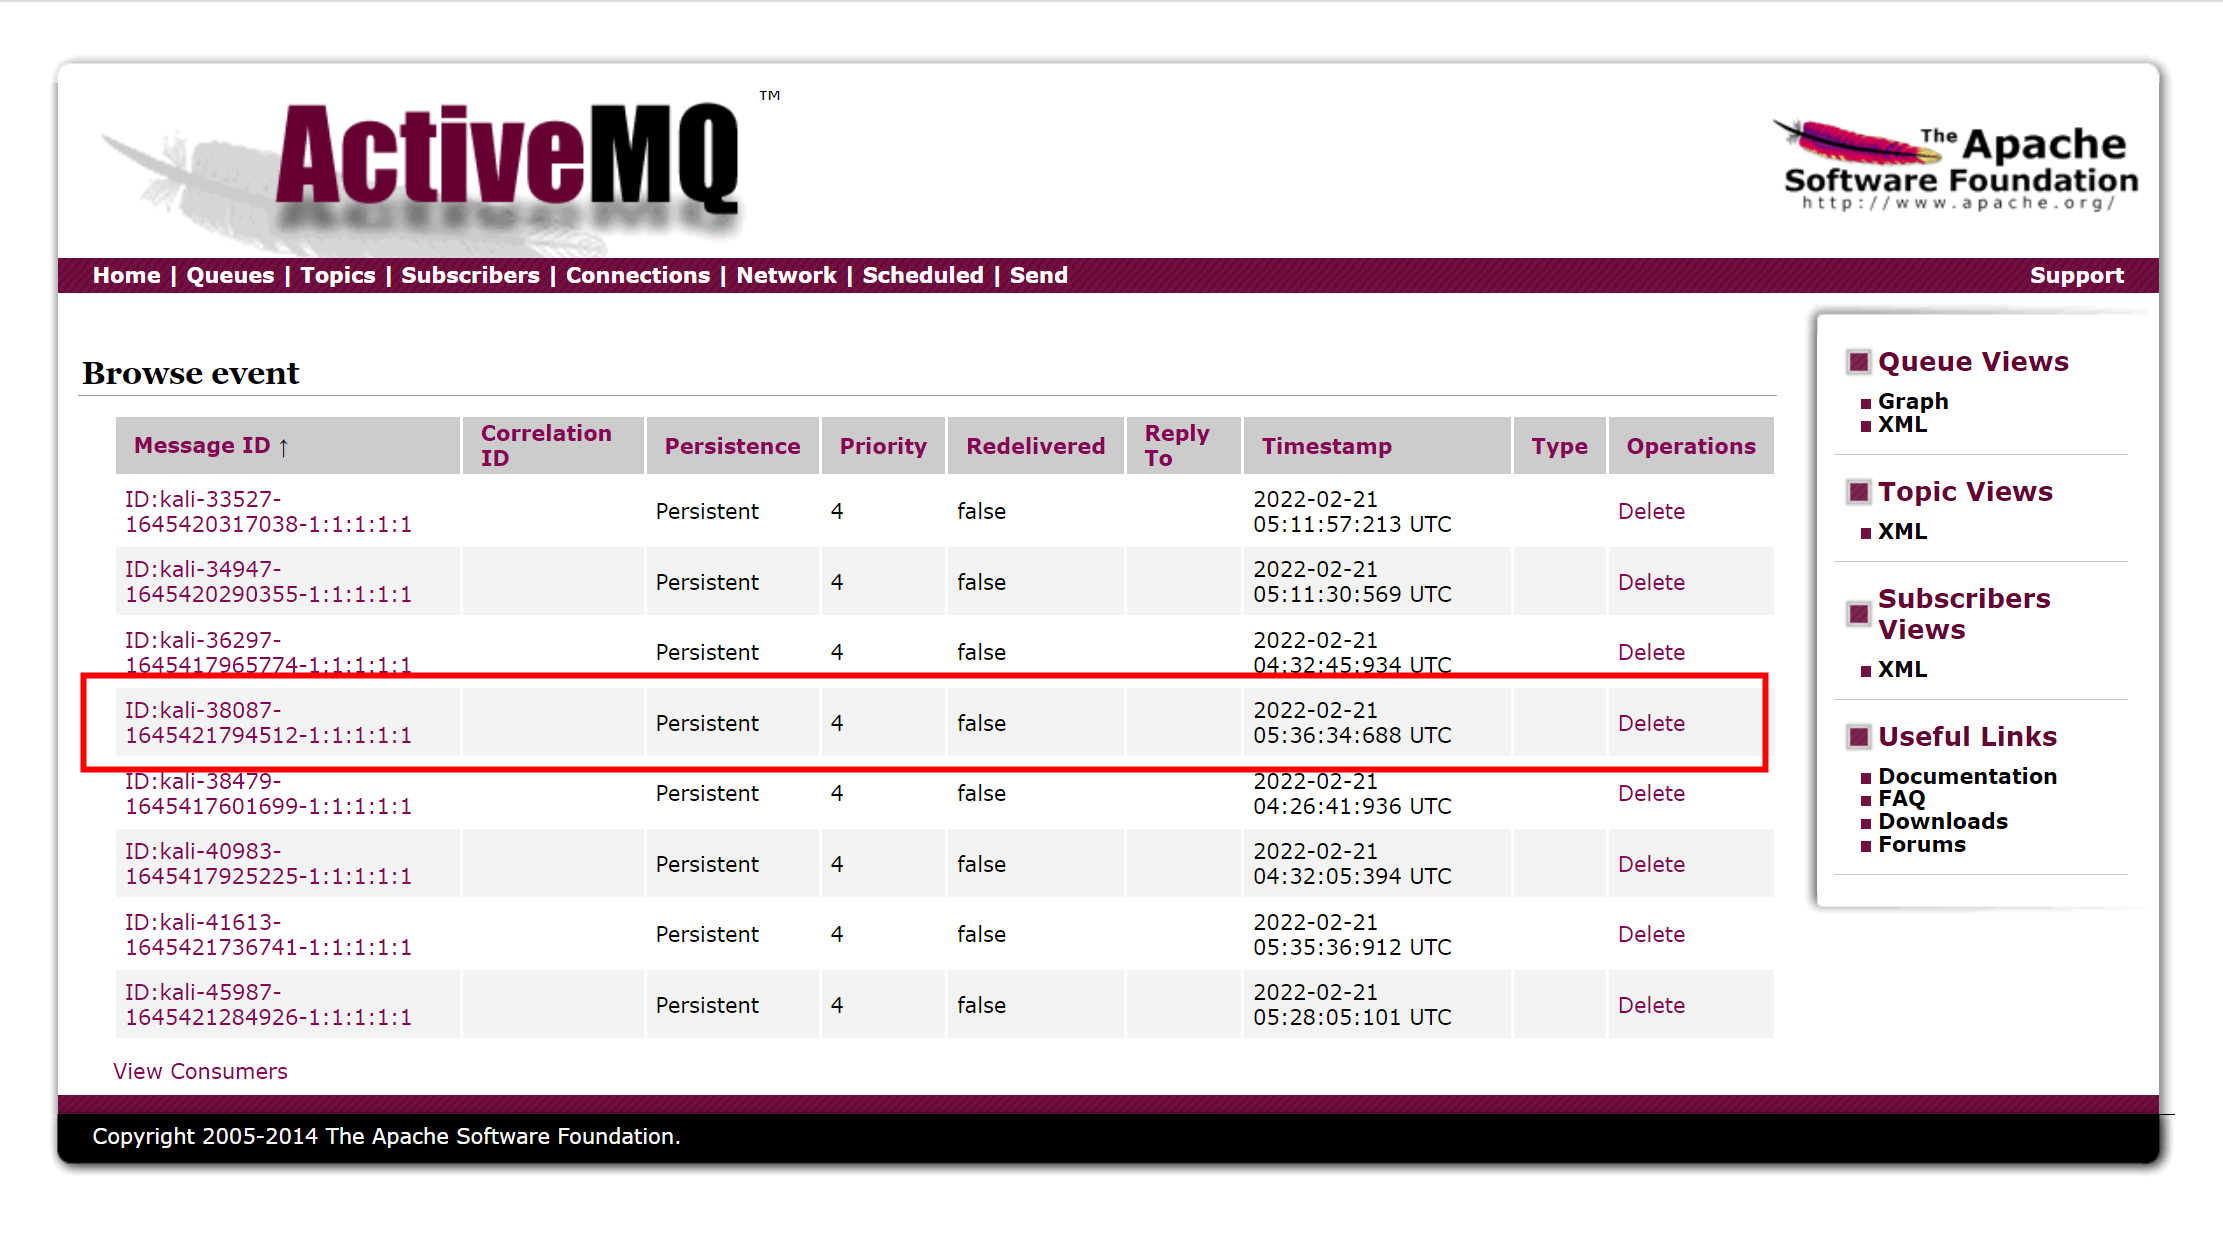 ActiveMQ ™
The Apache
Software Foundation
http://www.apache.org/
Home | Queues | Topics | Subscribers | Connections | Network | Scheduled | Send
Support
Browse event
Message ID ↑ Correlation ID Persistence Priority Redelivered Reply To Timestamp Type Operations
ID:kali-33527-
1645420317038-1:1:1:1:1 Persistent 4 false 2022-02-21
05:11:57:213 UTC Delete
ID:kali-34947-
1645420290355-1:1:1:1:1 Persistent 4 false 2022-02-21
05:11:30:569 UTC Delete
ID:kali-36297-
1645417965774-1:1:1:1:1 Persistent 4 false 2022-02-21
04:32:45:934 UTC Delete
ID:kali-38087-
1645421794512-1:1:1:1:1 Persistent 4 false 2022-02-21
05:36:34:688 UTC Delete
ID:kali-38479-
1645417601699-1:1:1:1:1 Persistent 4 false 2022-02-21
04:26:41:936 UTC Delete
ID:kali-40983-
1645417925225-1:1:1:1:1 Persistent 4 false 2022-02-21
04:32:05:394 UTC Delete
ID:kali-41613-
1645421736741-1:1:1:1:1 Persistent 4 false 2022-02-21
05:35:36:912 UTC Delete
ID:kali-45987-
1645421284926-1:1:1:1:1 Persistent 4 false 2022-02-21
05:28:05:101 UTC Delete
View Consumers
Queue Views
Graph
XML
Topic Views
XML
Subscribers
Views
XML
Useful Links
Documentation
FAQ
Downloads
Forums
Copyright 2005-2014 The Apache Software Foundation.